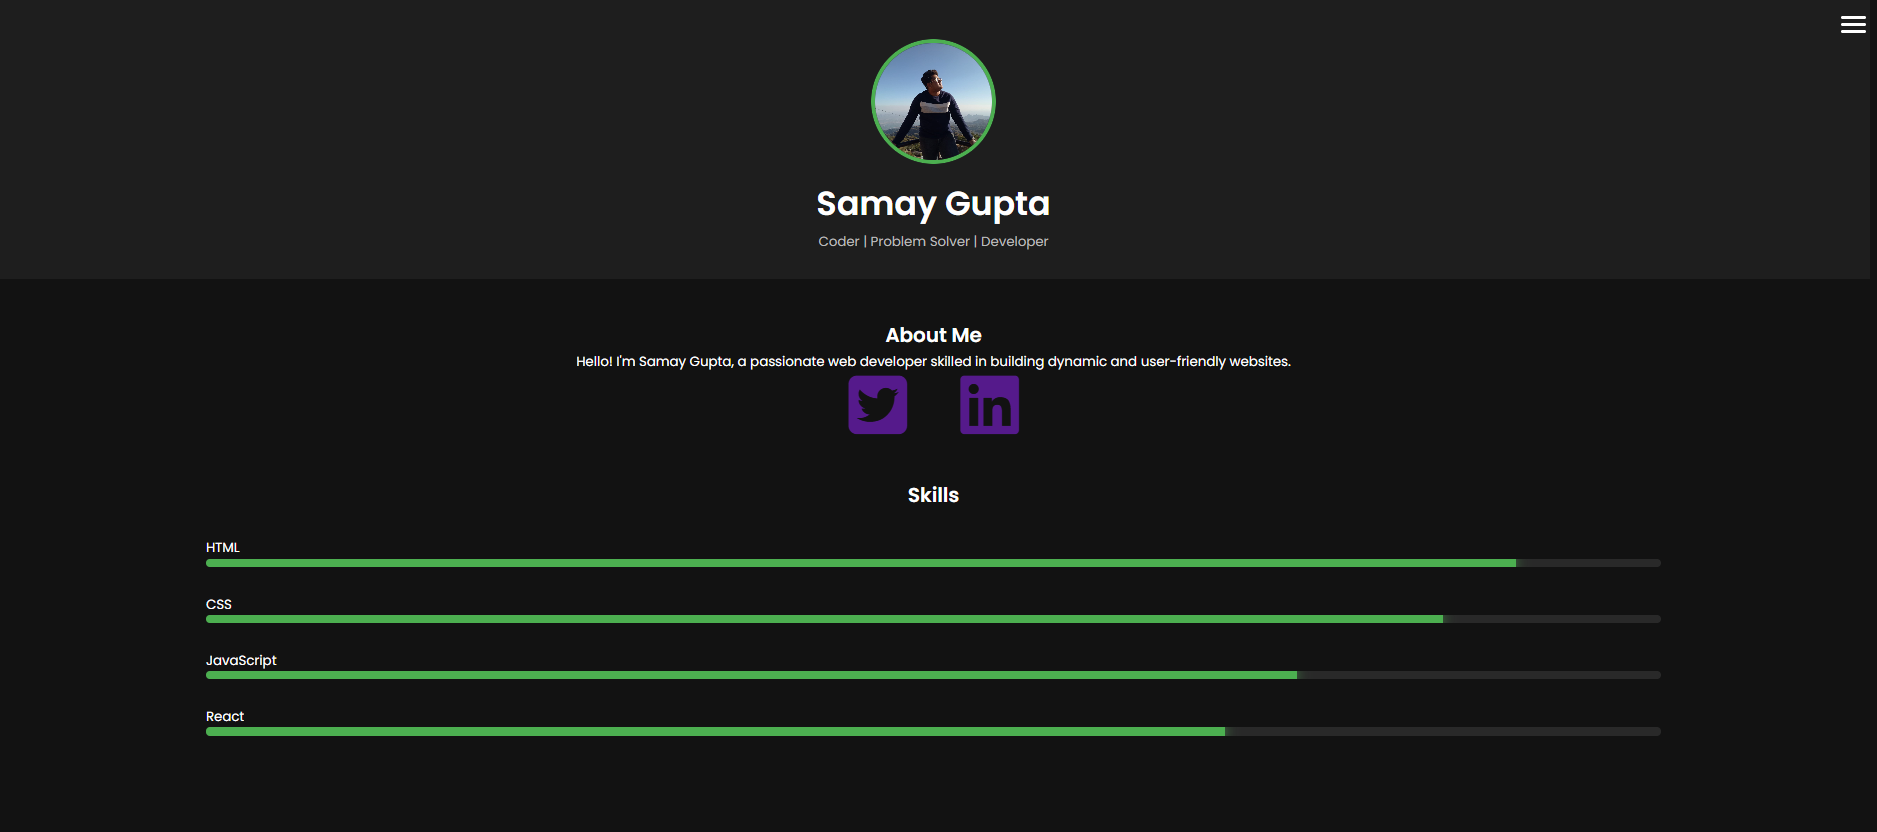 Samay Gupta
Coder | Problem Solver | Developer
About Me
Hello! I'm Samay Gupta, a passionate web developer skilled in building dynamic and user-friendly websites.
in
Skills
HTML
CSS
JavaScript
React